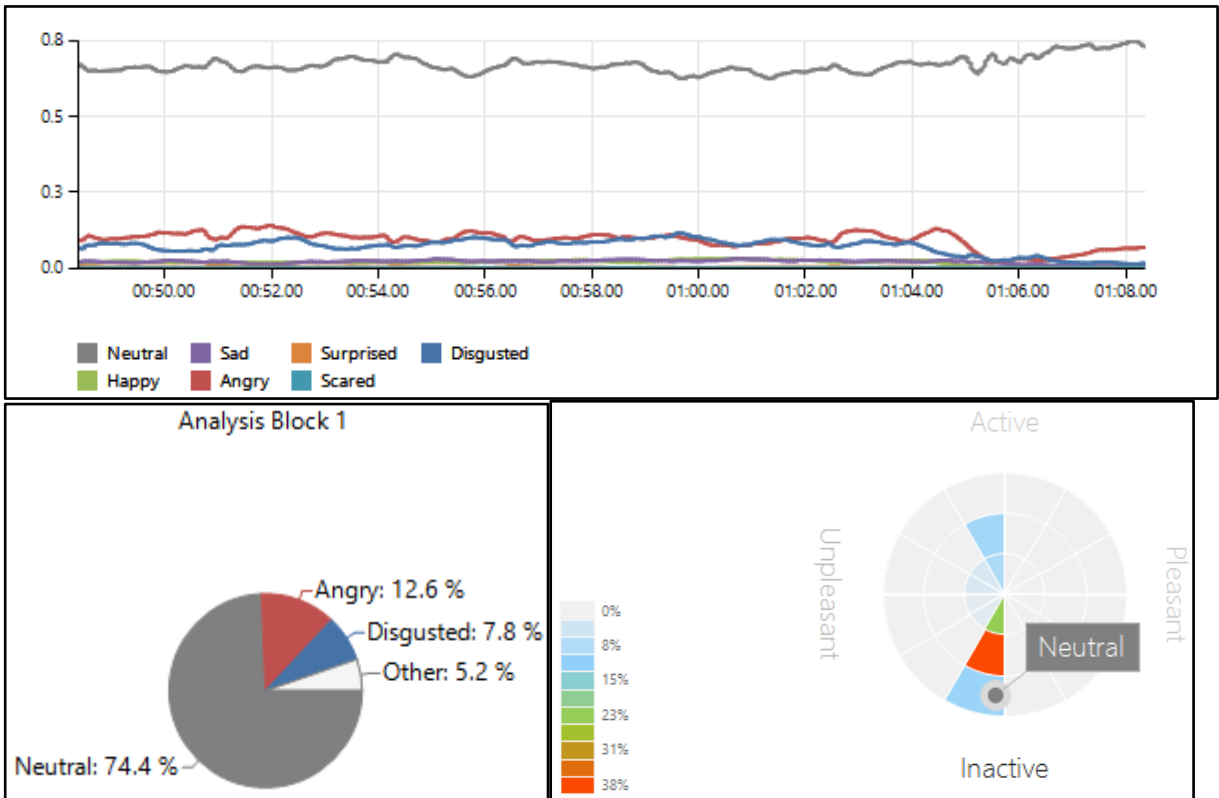 0.8
0.5
0.3
0.0
00:50.00 00:52.00 00:54.00 00:56.00 00:58.00 01:00.00 01:02.00 01:04.00 01:06.00 01:08.00
Neutral Sad Surprised Disgusted
Happy Angry Scared
Analysis Block 1
Angry: 12.6 %
Disgusted: 7.8 %
Other: 5.2 %
Neutral: 74.4 %
Active
Unpleasant
Pleasant
Neutral
Inactive
0%
8%
15%
23%
31%
38%